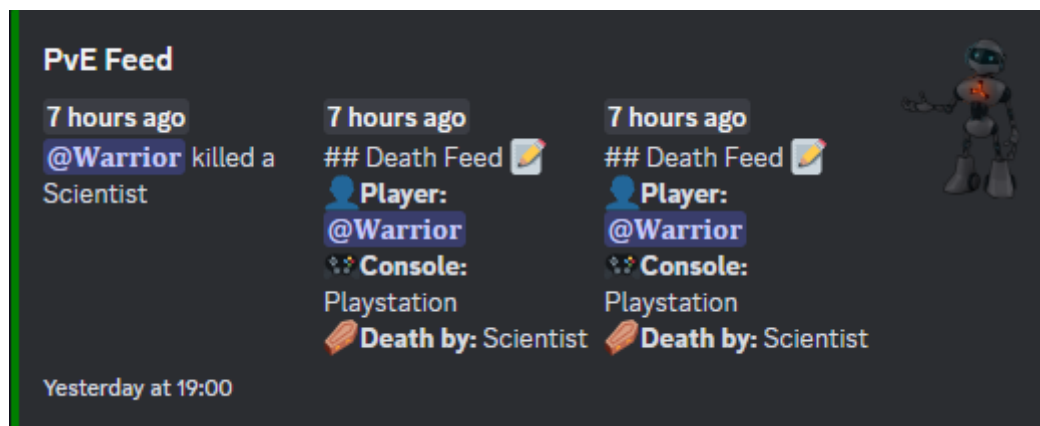 PvE Feed
7 hours ago
@Warrior killed a
Scientist
7 hours ago
## Death Feed 📝
👤Player:
@Warrior
🎮Console:
Playstation
⚰️Death by: Scientist
7 hours ago
## Death Feed 📝
👤Player:
@Warrior
🎮Console:
Playstation
⚰️Death by: Scientist
Yesterday at 19:00